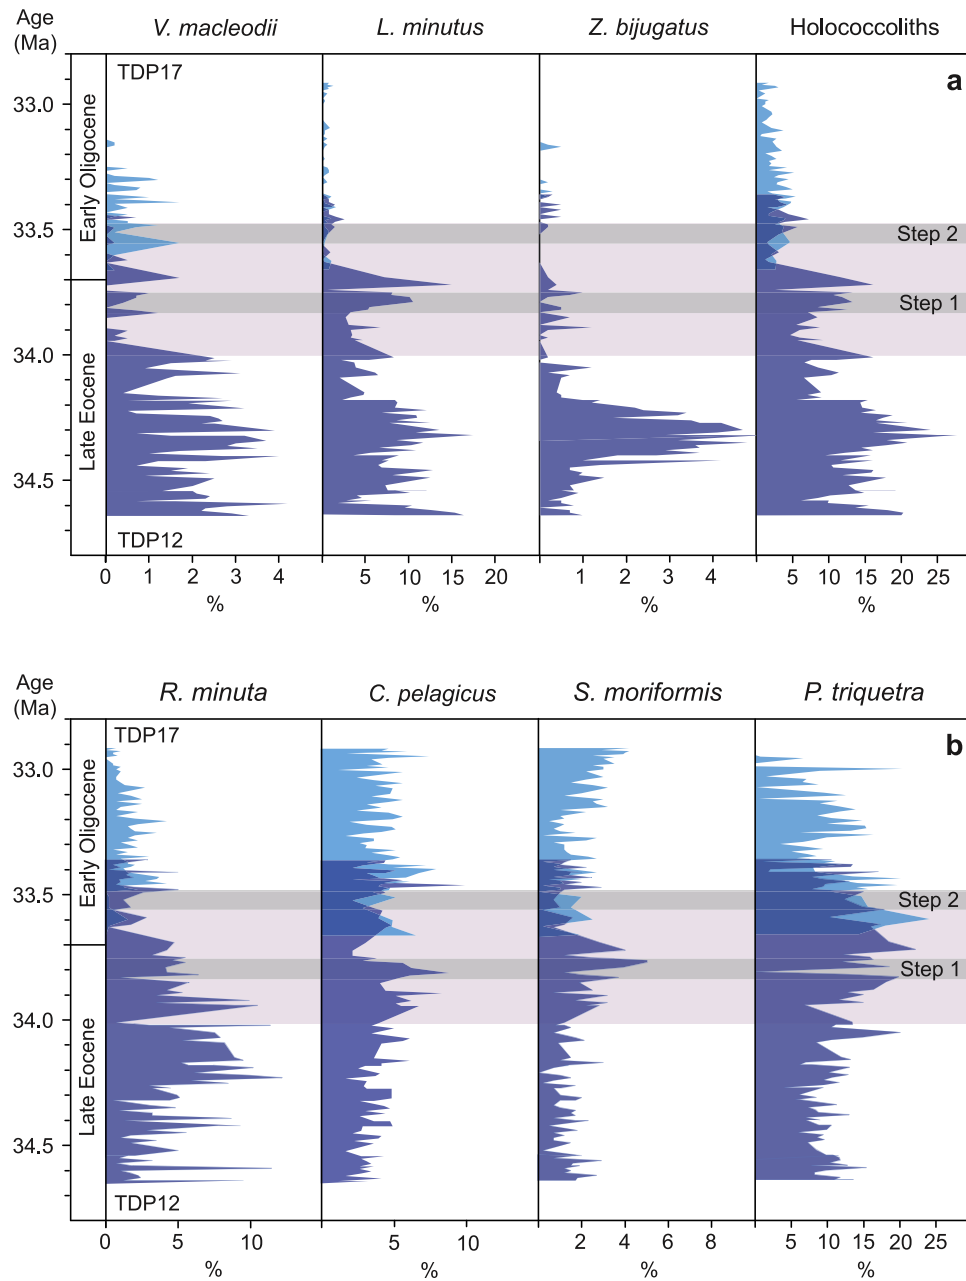 Age
(Ma)
V. macleodii
L. minutus
Z. bijugatus
Holococcoliths
TDP17
a
33.0
Early Oligocene
33.5
Step 2
Step 1
34.0
Late Eocene
34.5
TDP12
0 1 2 3 4
5 10 15 20
1 2 3 4
5 10 15 20 25
% % % %
Age
(Ma)
R. minuta
C. pelagicus
S. moriformis
P. triquetra
TDP17
b
33.0
Early Oligocene
33.5
Step 2
Step 1
34.0
Late Eocene
34.5
TDP12
0 5 10
5 10
2 4 6 8
5 10 15 20 25
% % % %